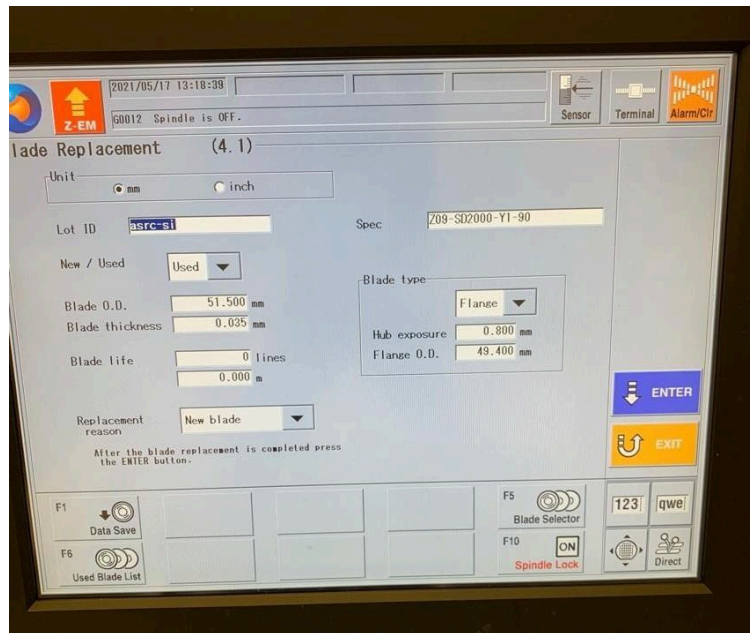 2021/05/17 13:18:39
Z-EM
G0012 Spindle is OFF.
Sensor
Terminal
Alarm/Clr
lade Replacement (4.1)
Unit
mm
inch
Lot ID
asrc-si
Spec
Z09-SD2000-Y1-90
New / Used
Used
Blade type
Flange
Blade O.D.
51.500 mm
Blade thickness
0.035 mm
Hub exposure
0.800 mm
Flange O.D.
49.400 mm
Blade life
0 lines
0.000 m
ENTER
Replacement
reason
New blade
EXIT
After the blade replacement is completed press
the ENTER button.
F1
Data Save
F5
Blade Selector
123
qwe
F6
Used Blade List
F10
ON
Spindle Lock
Direct